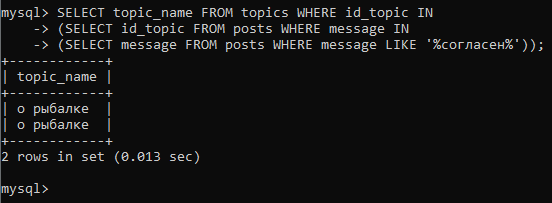 mysql> SELECT topic_name FROM topics WHERE id_topic IN
    -> (SELECT id_topic FROM posts WHERE message IN
    -> (SELECT message FROM posts WHERE message LIKE '%согласен%'));
+------------+
| topic_name |
+------------+
| о рыбалке  |
| о рыбалке  |
+------------+
2 rows in set (0.013 sec)
mysql>